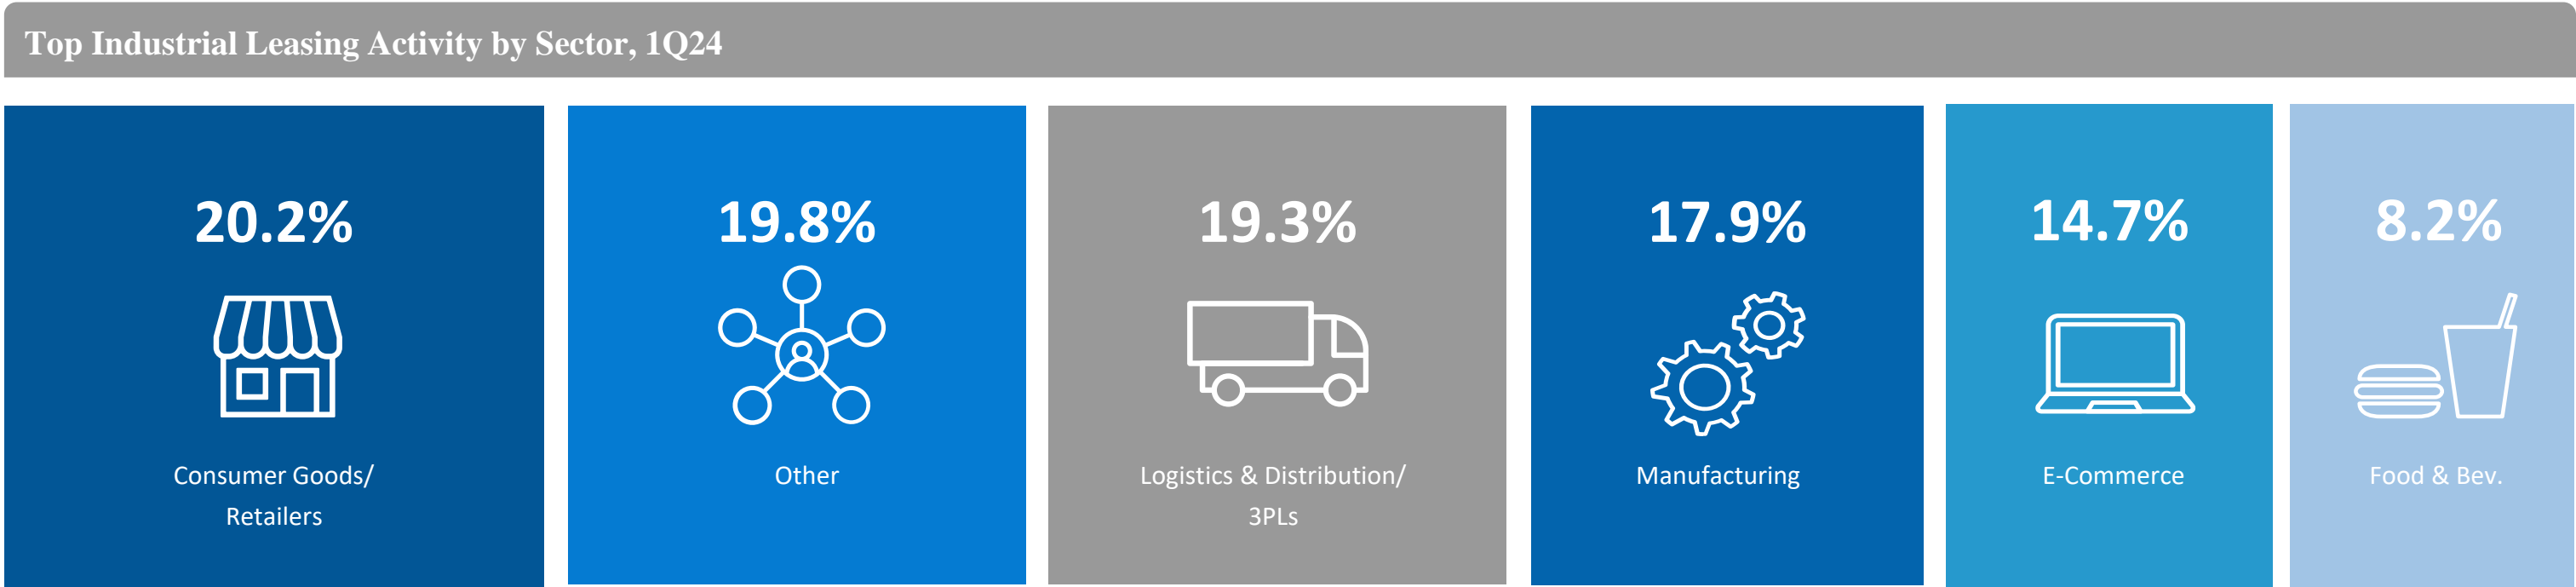 Top Industrial Leasing Activity by Sector, 1Q24
20.2%
Consumer Goods/
Retailers
19.8%
Other
19.3%
Logistics & Distribution/
3PLs
17.9%
Manufacturing
14.7%
E-Commerce
8.2%
Food & Bev.